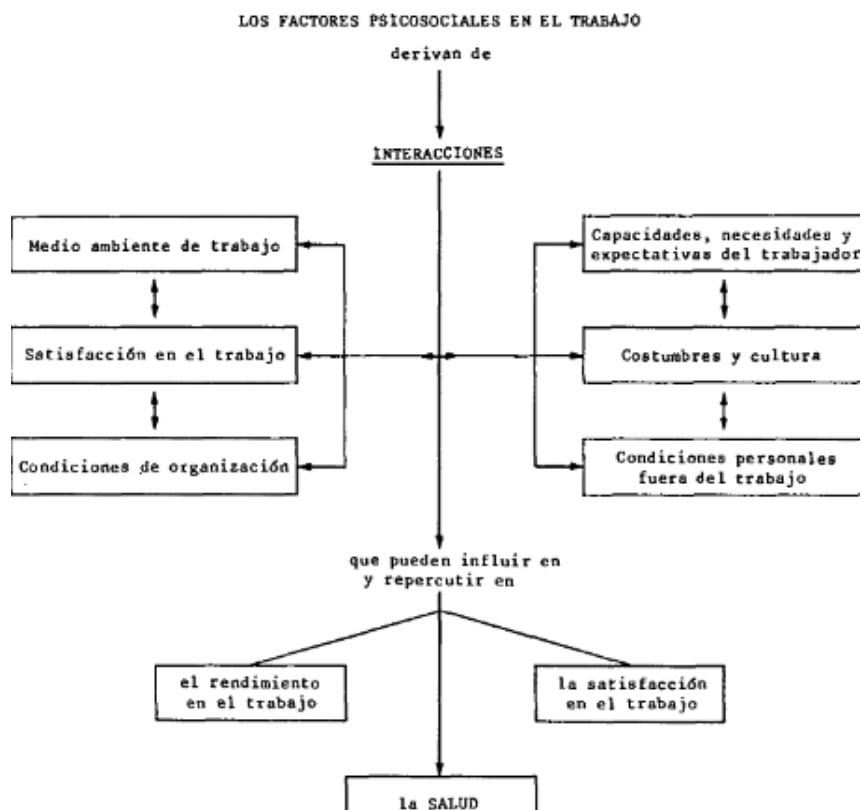 LOS FACTORES PSICOSOCIALES EN EL TRABAJO
derivan de
INTERACCIONES
Medio ambiente de trabajo
Capacidades, necesidades y
expectativas del trabajador
Satisfacción en el trabajo
Costumbres y cultura
Condiciones de organización
Condiciones personales
fuera del trabajo
que pueden influir en
y repercutir en
el rendimiento
en el trabajo
la satisfacción
en el trabajo
la SALUD